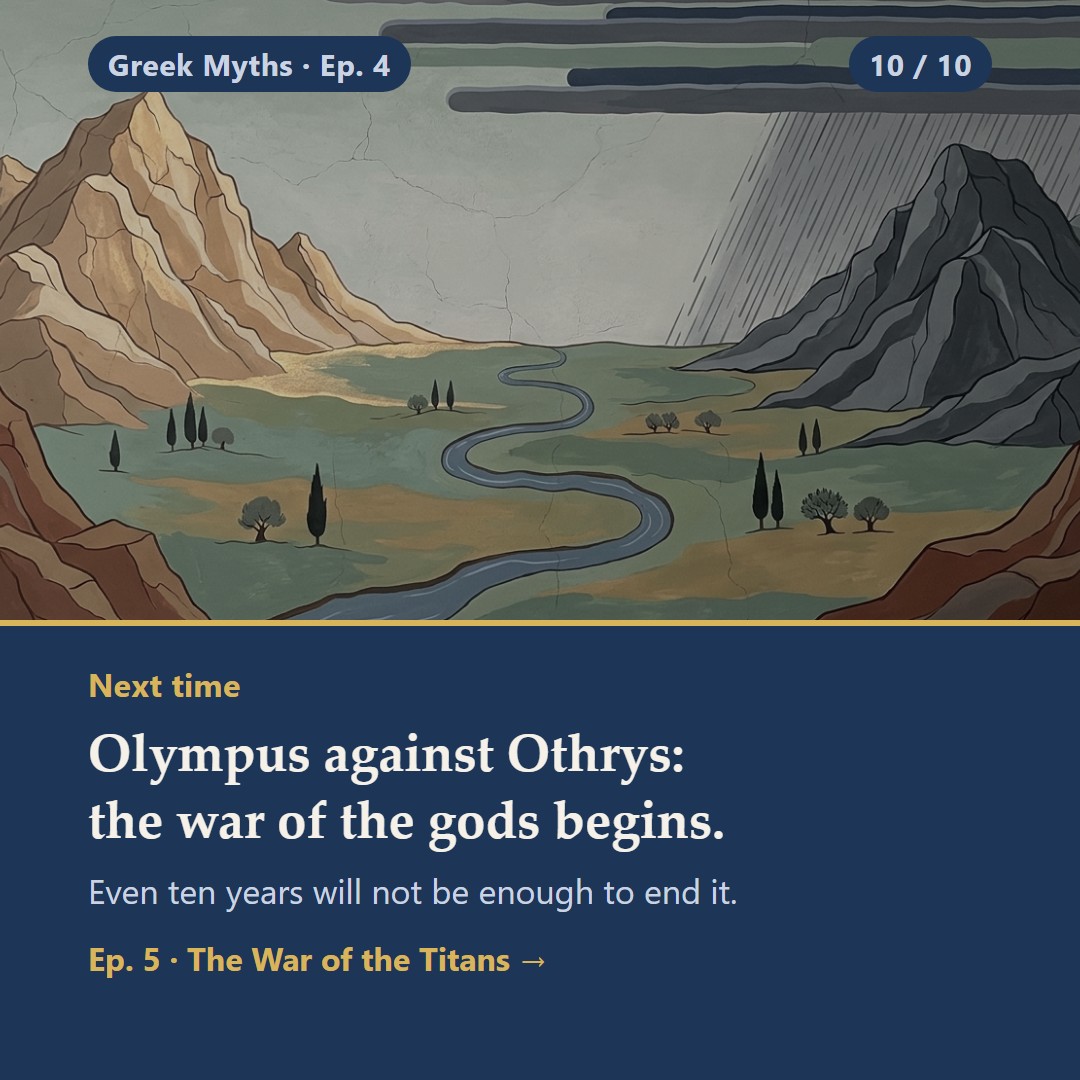 Greek Myths · Ep. 4
10 / 10
Next time
Olympus against Othrys:
the war of the gods begins.
Even ten years will not be enough to end it.
Ep. 5 · The War of the Titans →